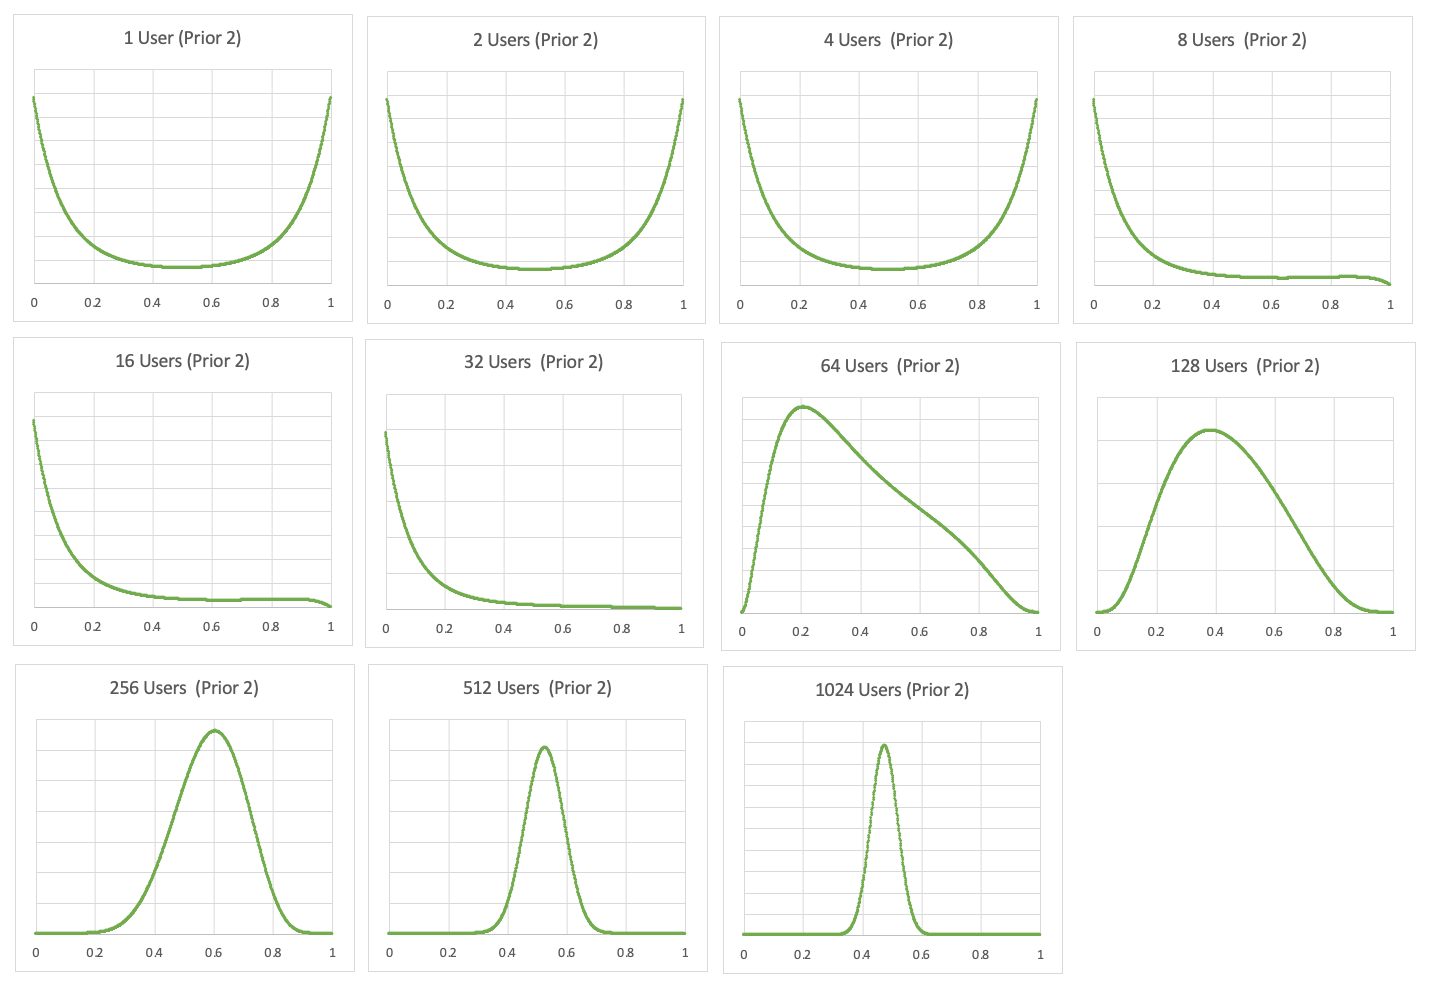 1 User (Prior 2)
0 0.2 0.4 0.6 0.8 1
2 Users (Prior 2)
0 0.2 0.4 0.6 0.8 1
4 Users  (Prior 2)
0 0.2 0.4 0.6 0.8 1
8 Users  (Prior 2)
0 0.2 0.4 0.6 0.8 1
16 Users (Prior 2)
0 0.2 0.4 0.6 0.8 1
32 Users  (Prior 2)
0 0.2 0.4 0.6 0.8 1
64 Users  (Prior 2)
0 0.2 0.4 0.6 0.8 1
128 Users  (Prior 2)
0 0.2 0.4 0.6 0.8 1
256 Users  (Prior 2)
0 0.2 0.4 0.6 0.8 1
512 Users  (Prior 2)
0 0.2 0.4 0.6 0.8 1
1024 Users (Prior 2)
0 0.2 0.4 0.6 0.8 1